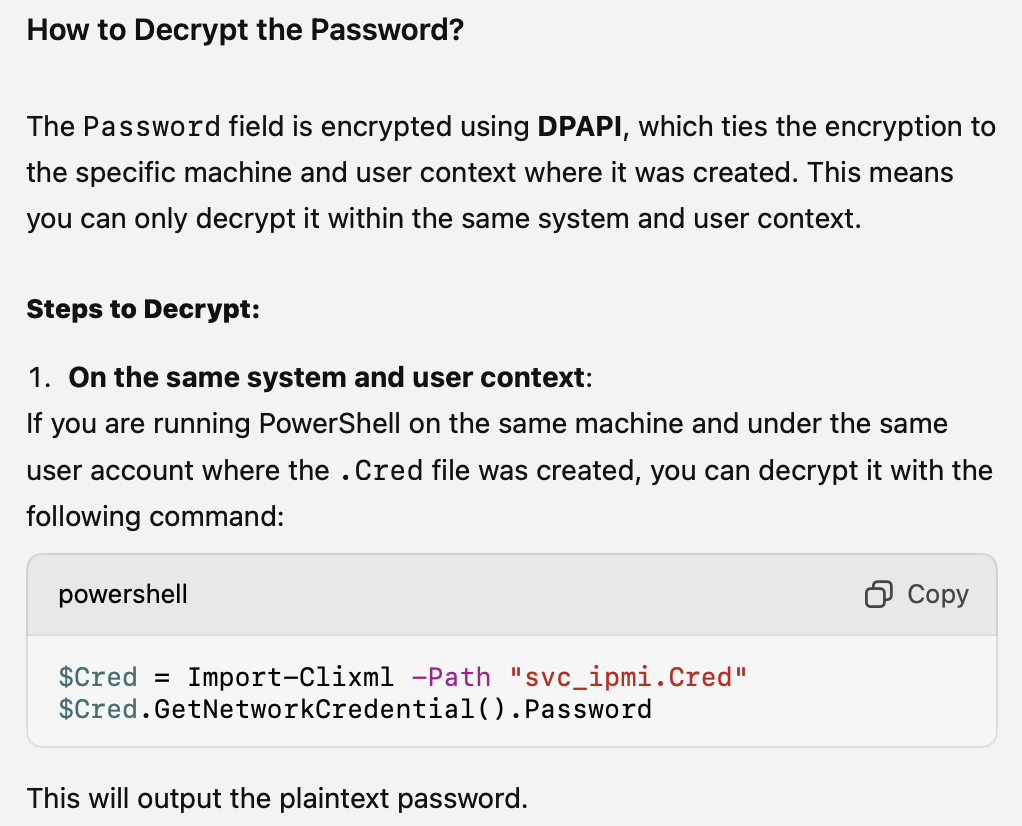 How to Decrypt the Password?
The Password field is encrypted using DPAPI, which ties the encryption to
the specific machine and user context where it was created. This means
you can only decrypt it within the same system and user context.
Steps to Decrypt:
1. On the same system and user context:
If you are running PowerShell on the same machine and under the same
user account where the .Cred file was created, you can decrypt it with the
following command:
powershell
Copy
$Cred = Import-Clixml -Path "svc_ipmi.Cred"
$Cred.GetNetworkCredential().Password
This will output the plaintext password.